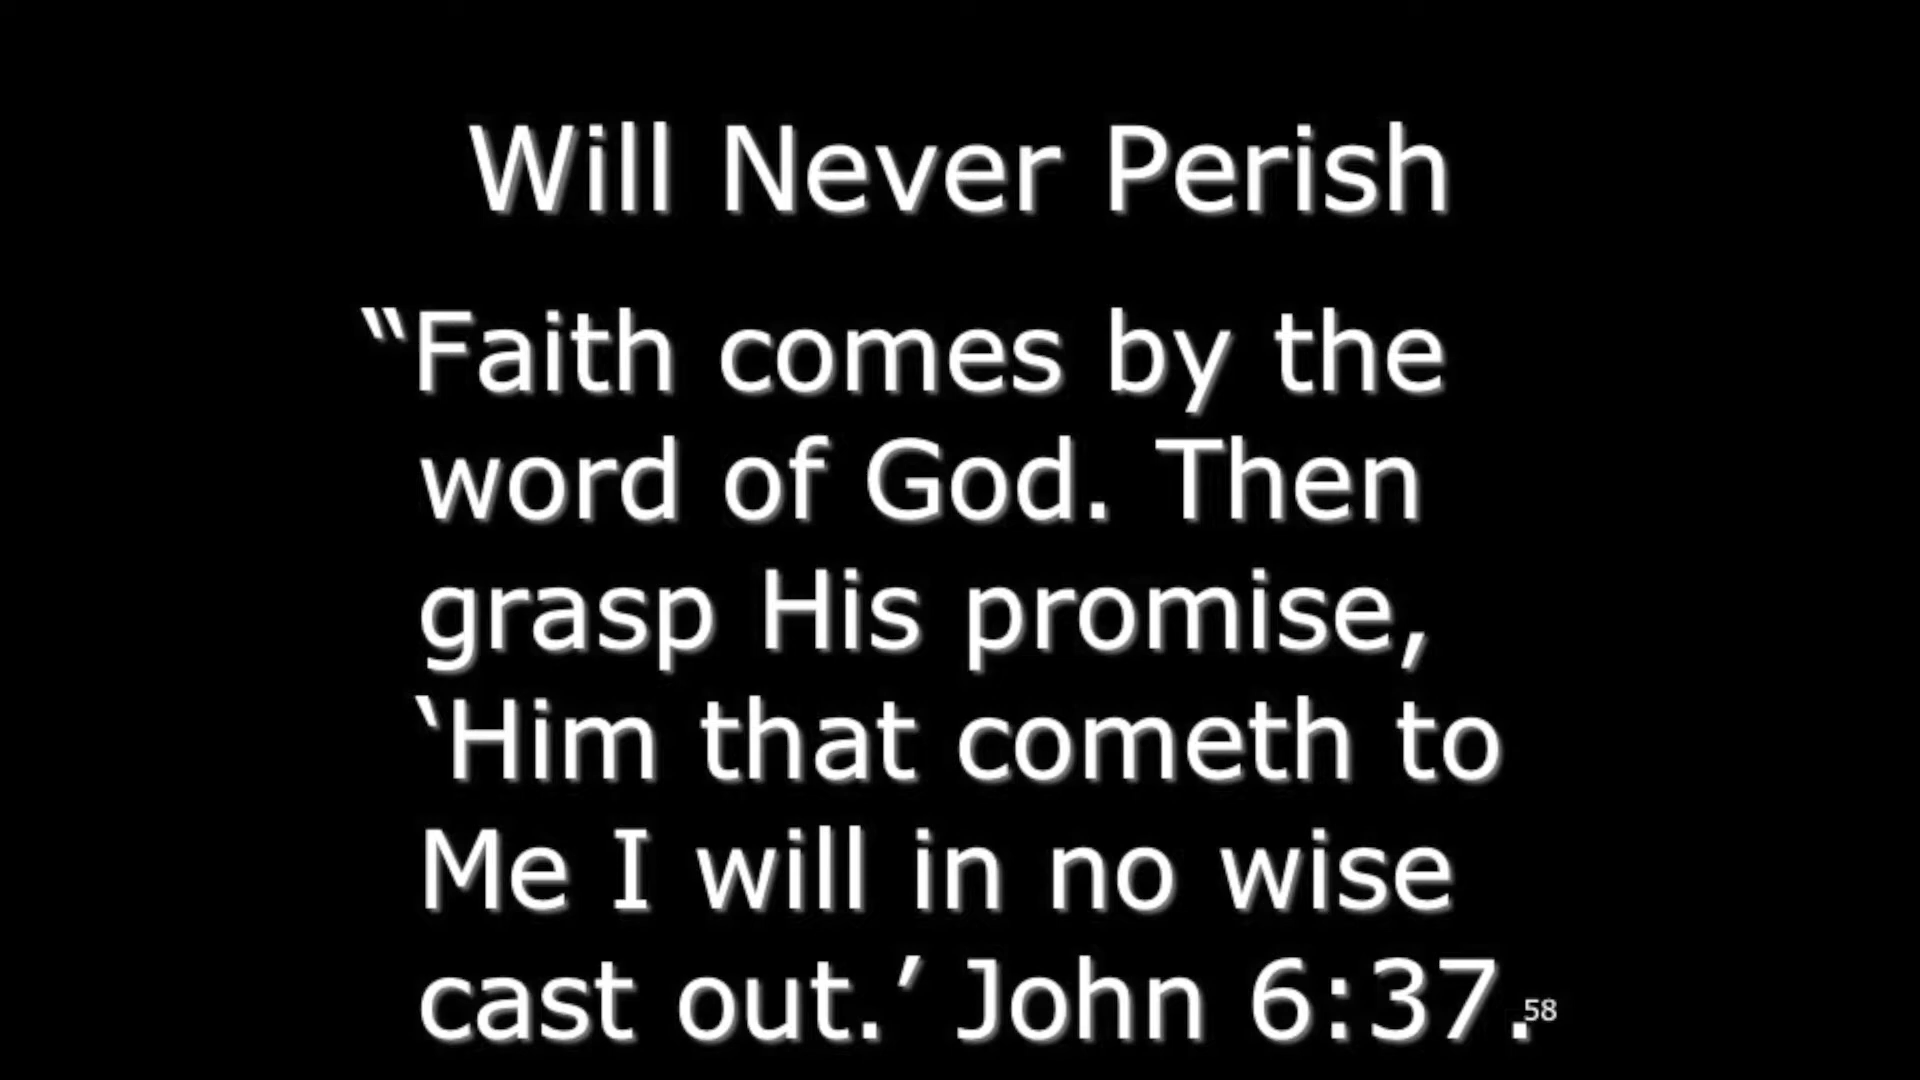 Will Never Perish
“Faith comes by the
word of God. Then
grasp His promise,
‘Him that cometh to
Me I will in no wise
cast out.’ John 6:37.
58